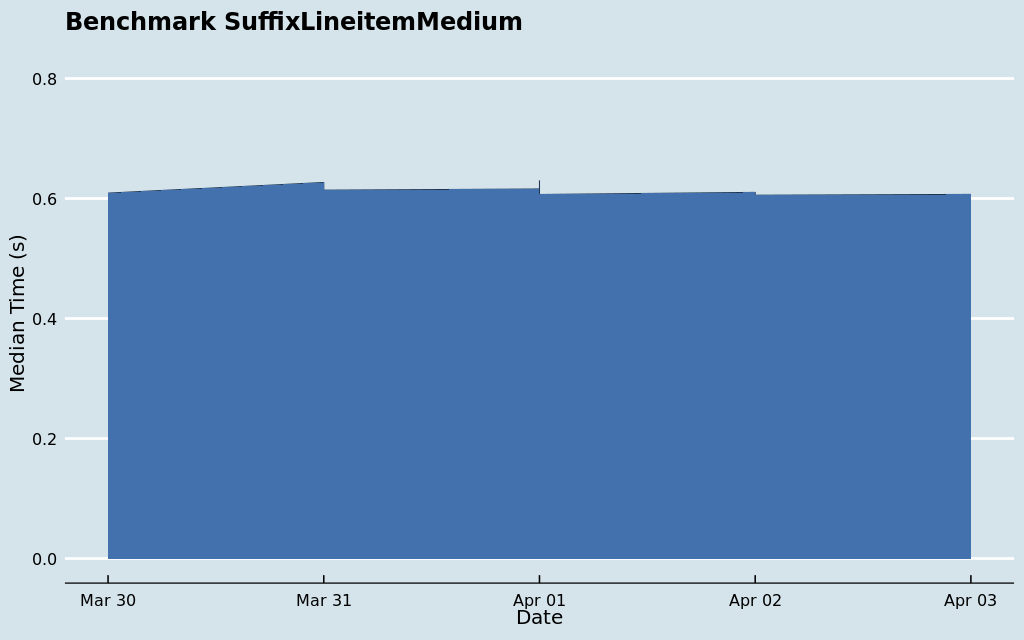 Benchmark SuffixLineitemMedium
0.8
0.6
0.4
0.2
0.0
Median Time (s)
Mar 30 Mar 31 Apr 01 Apr 02 Apr 03
Date